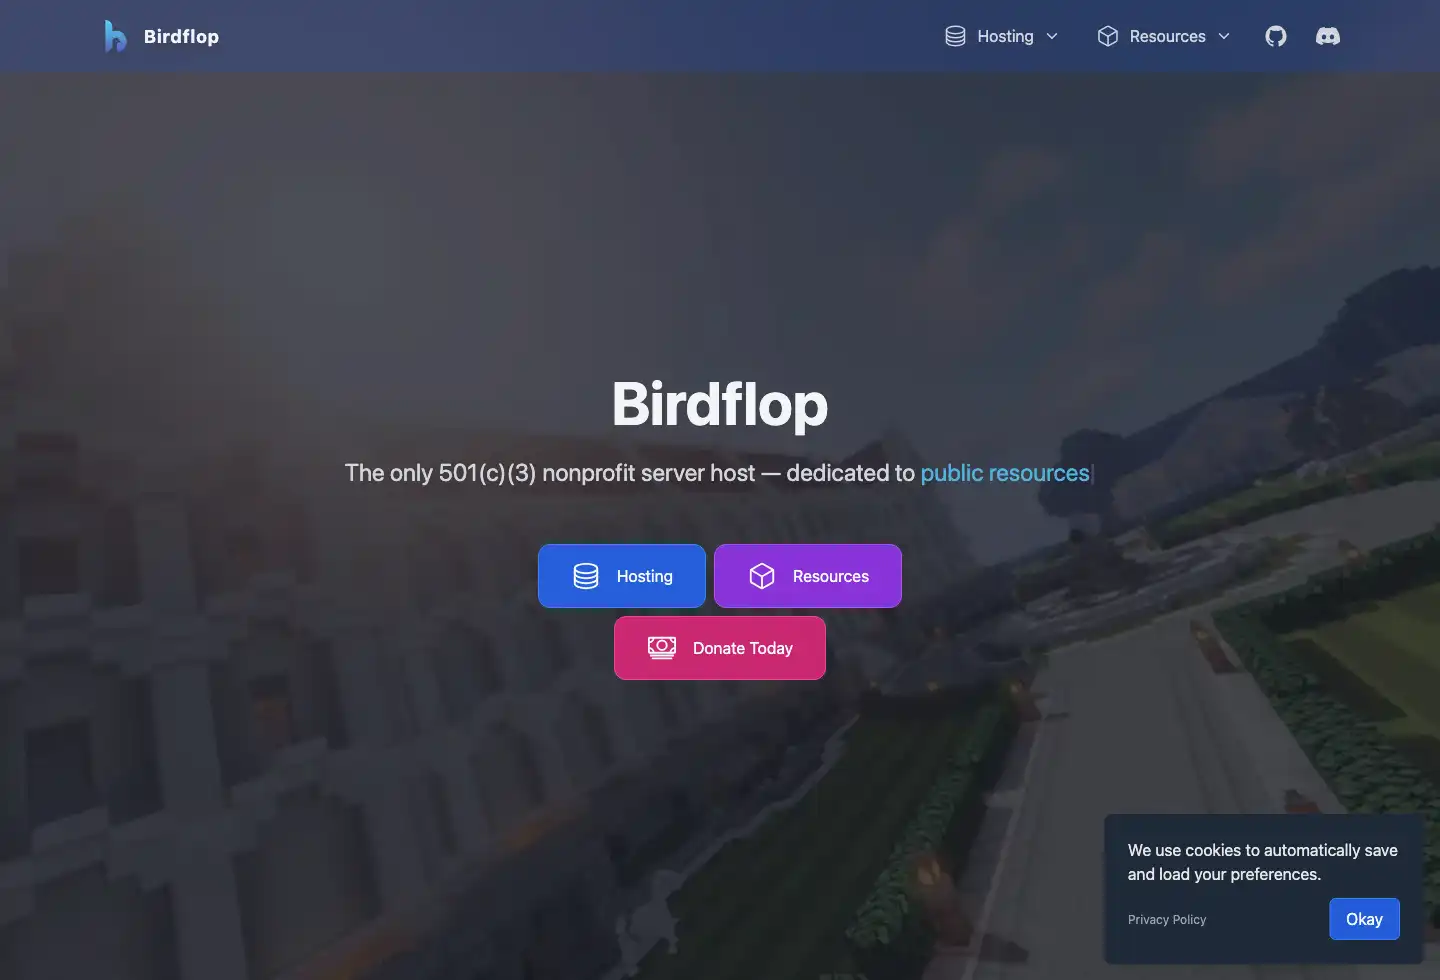 Birdflop
Hosting
Resources
Birdflop
The only 501(c)(3) nonprofit server host — dedicated to public resources
Hosting
Resources
Donate Today
We use cookies to automatically save
and load your preferences.
Privacy Policy
Okay